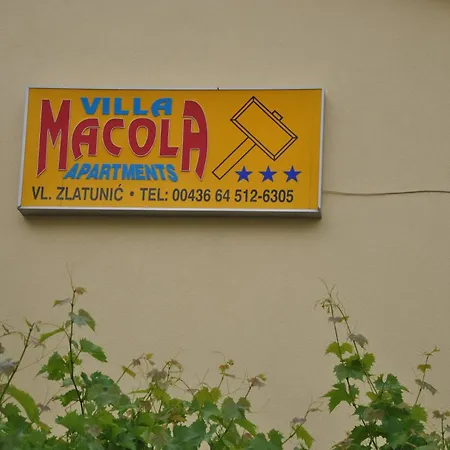 VILLA
MACOLA
APARTMENTS
VL. ZLATUNIĆ • TEL: 00436 64 512-6305